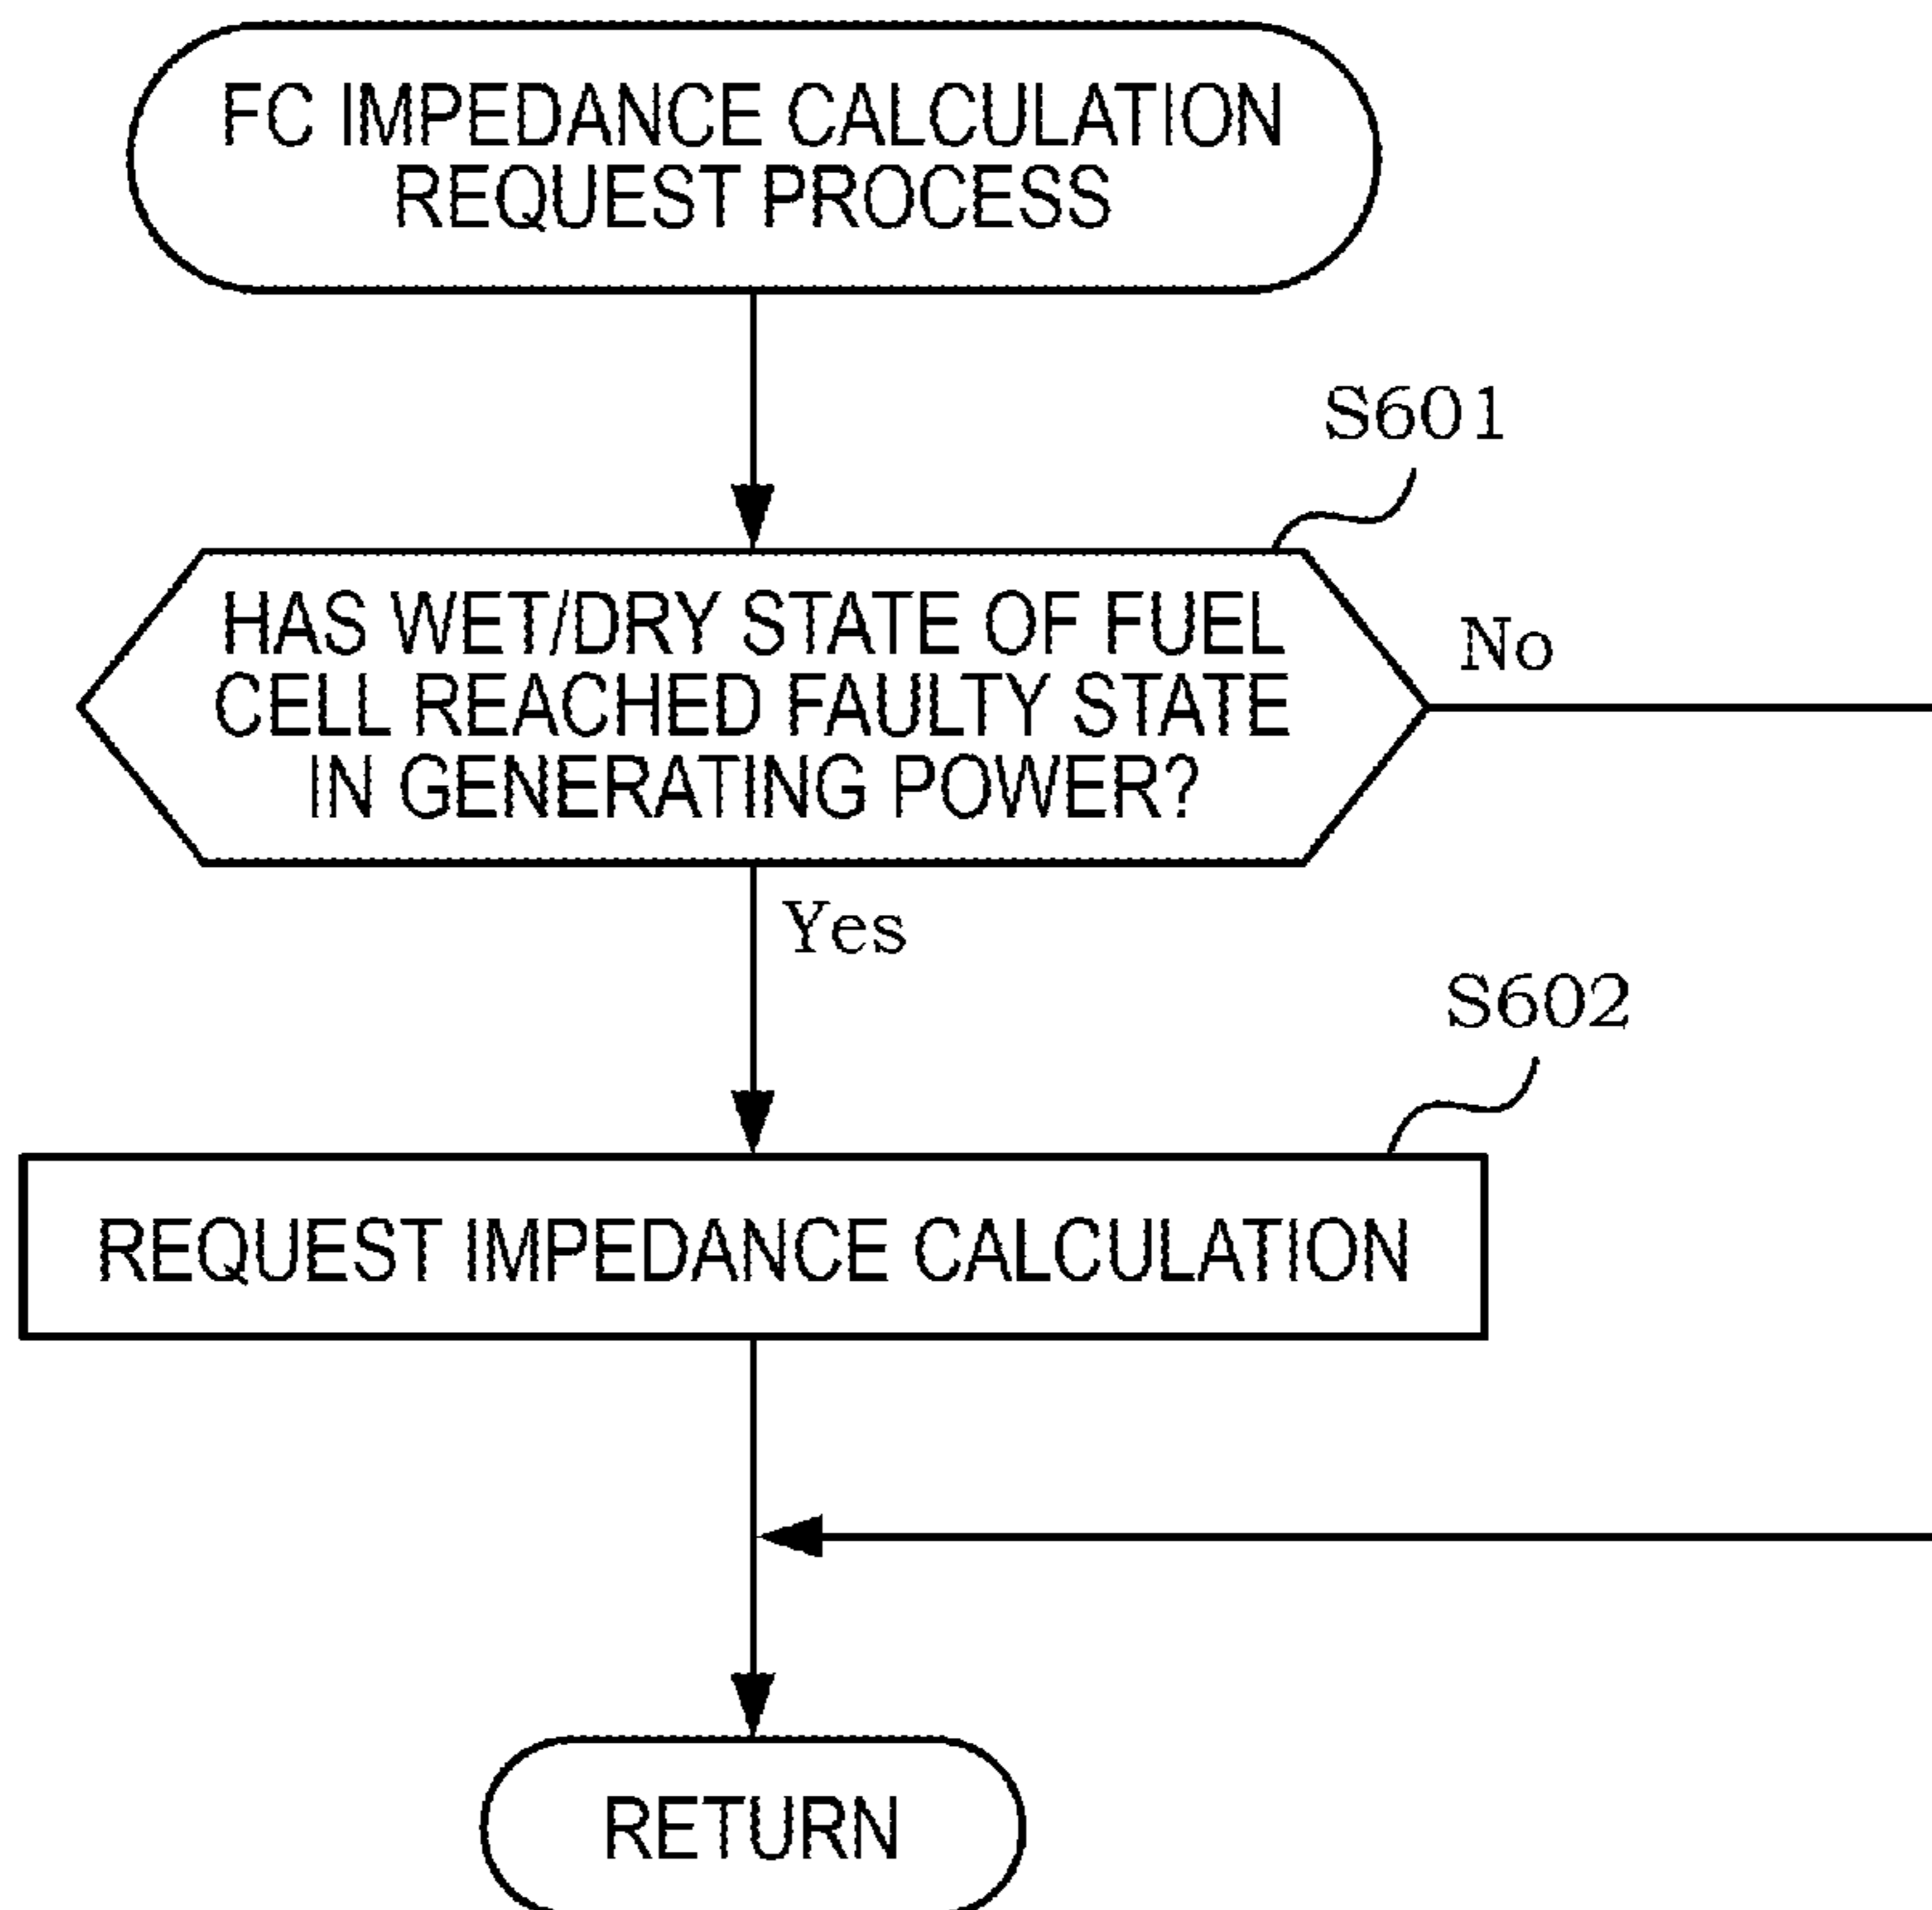 FC IMPEDANCE CALCULATION
REQUEST PROCESS
S601
HAS WET/DRY STATE OF FUEL
CELL REACHED FAULTY STATE
IN GENERATING POWER?
No
Yes
S602
REQUEST IMPEDANCE CALCULATION
RETURN